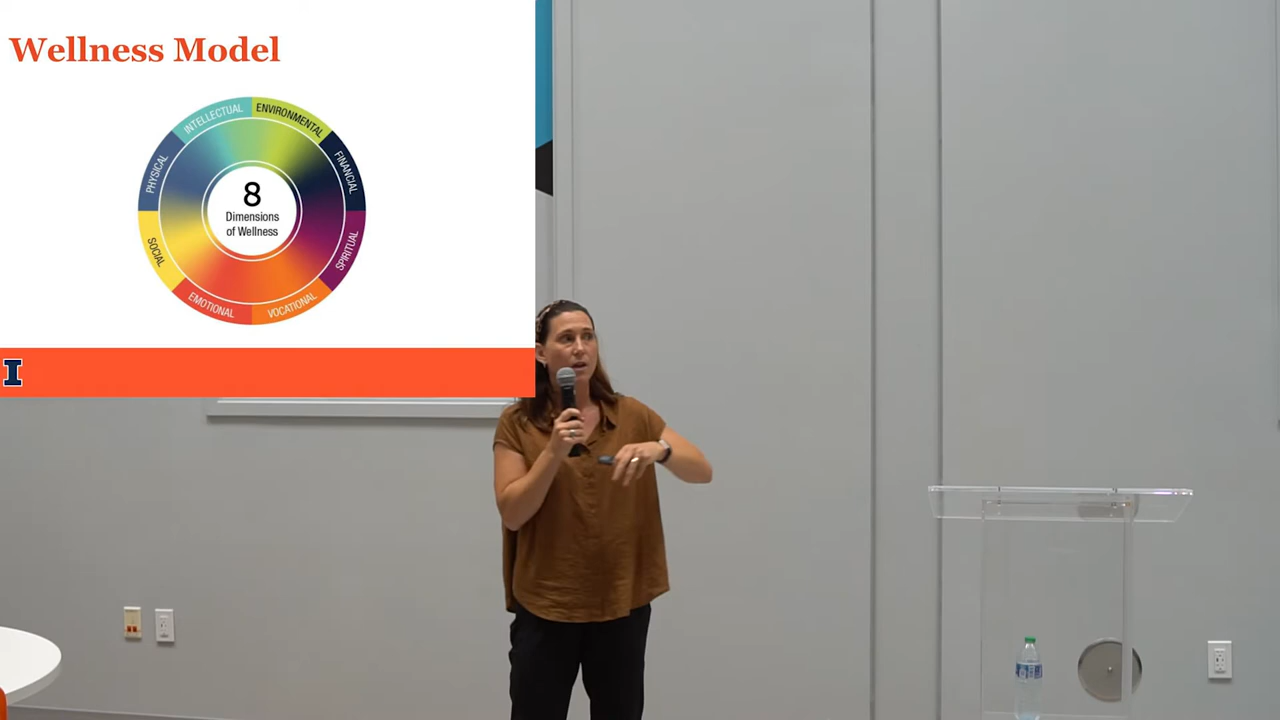 Wellness Model
INTELLECTUAL
ENVIRONMENTAL
PHYSICAL
FINANCIAL
8
Dimensions
of Wellness
SOCIAL
SPIRITUAL
EMOTIONAL
VOCATIONAL
I